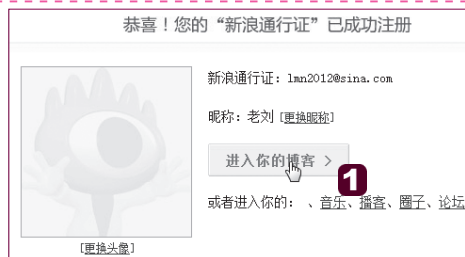 恭喜！您的“新浪通行证”已成功注册
新浪通行证：lmn2012@sina.com
昵称：老刘 [更换昵称]
进入你的博客 >
1
或者进入你的： 、音乐、播客、圈子、论坛
[更换头像]